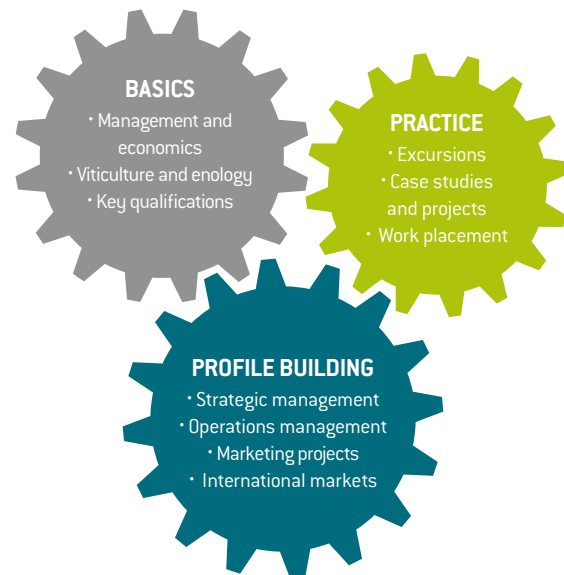 BASICS
· Management and
economics
· Viticulture and enology
· Key qualifications
PRACTICE
· Excursions
· Case studies
and projects
· Work placement
PROFILE BUILDING
· Strategic management
· Operations management
· Marketing projects
· International markets